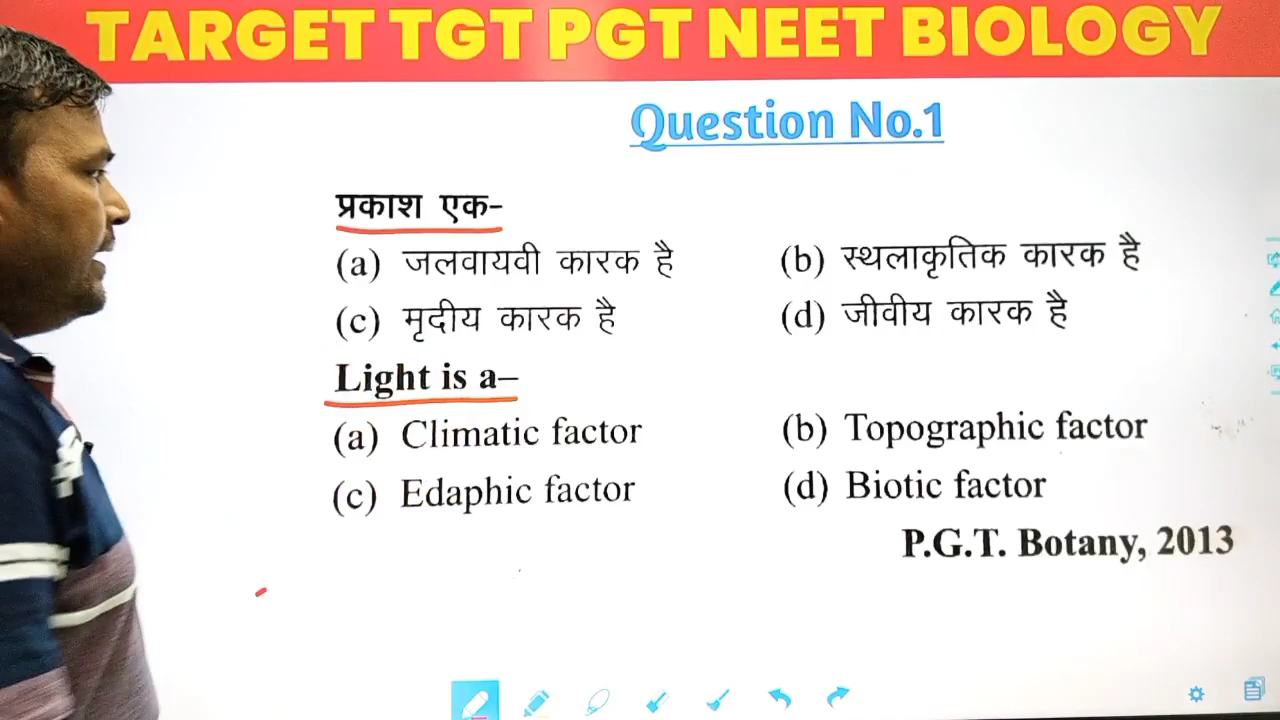 TARGET TGT PGT NEET BIOLOGY
Question No.1
प्रकाश एक-
(a) जलवायवी कारक है (b) स्थलाकृतिक कारक है
(c) मृदीय कारक है (d) जीवीय कारक है
Light is a–
(a) Climatic factor (b) Topographic factor
(c) Edaphic factor (d) Biotic factor
P.G.T. Botany, 2013